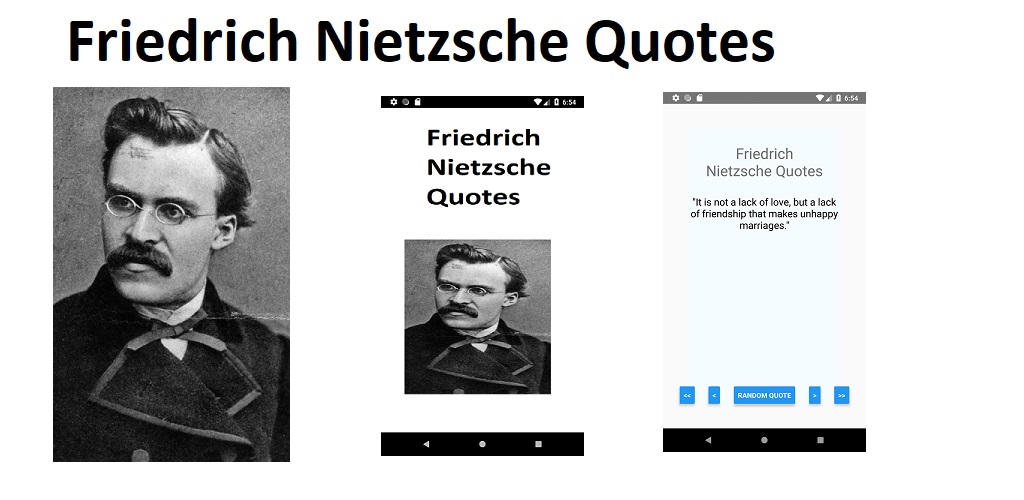 Friedrich Nietzsche Quotes
6:54
Friedrich
Nietzsche
Quotes
6:54
Friedrich
Nietzsche Quotes
"It is not a lack of love, but a lack
of friendship that makes unhappy
marriages."
<< < RANDOM QUOTE > >>